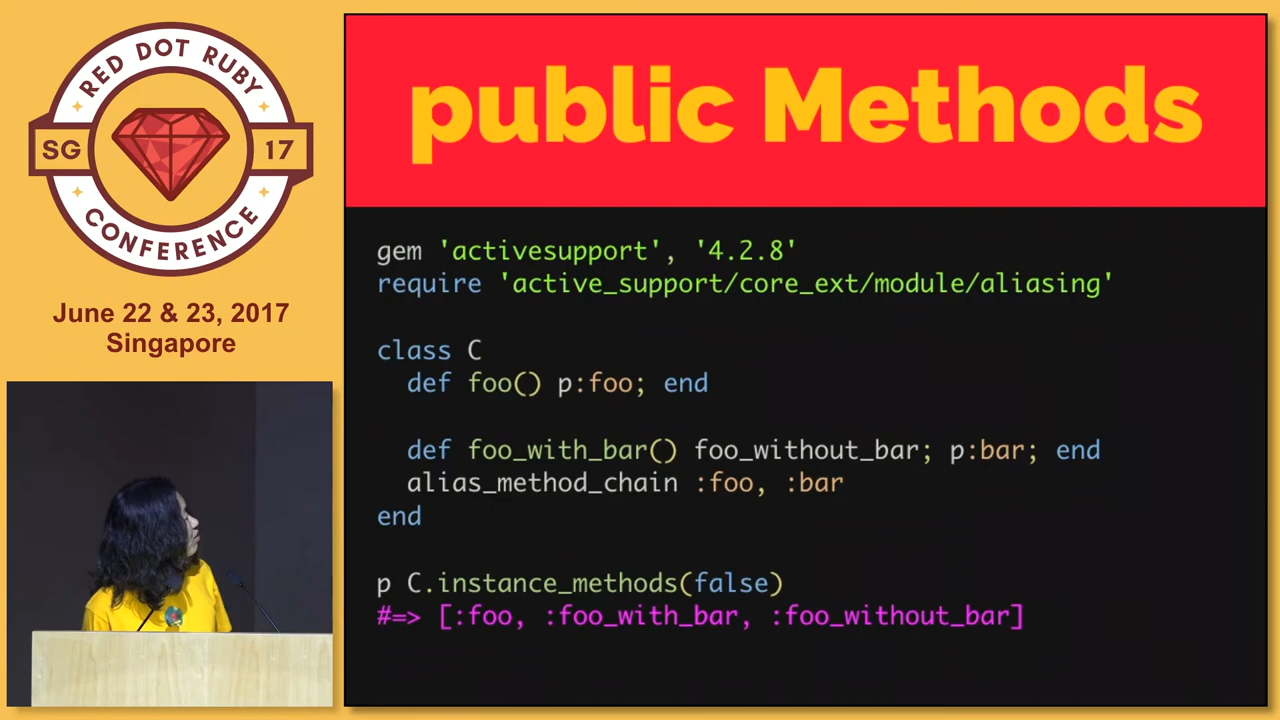 RED DOT RUBY
SG 17
CONFERENCE
June 22 & 23, 2017
Singapore
public Methods
gem 'activesupport', '4.2.8'
require 'active_support/core_ext/module/aliasing'
class C
def foo() p:foo; end
def foo_with_bar() foo_without_bar; p:bar; end
alias_method_chain :foo, :bar
end
p C.instance_methods(false)
#=> [:foo, :foo_with_bar, :foo_without_bar]